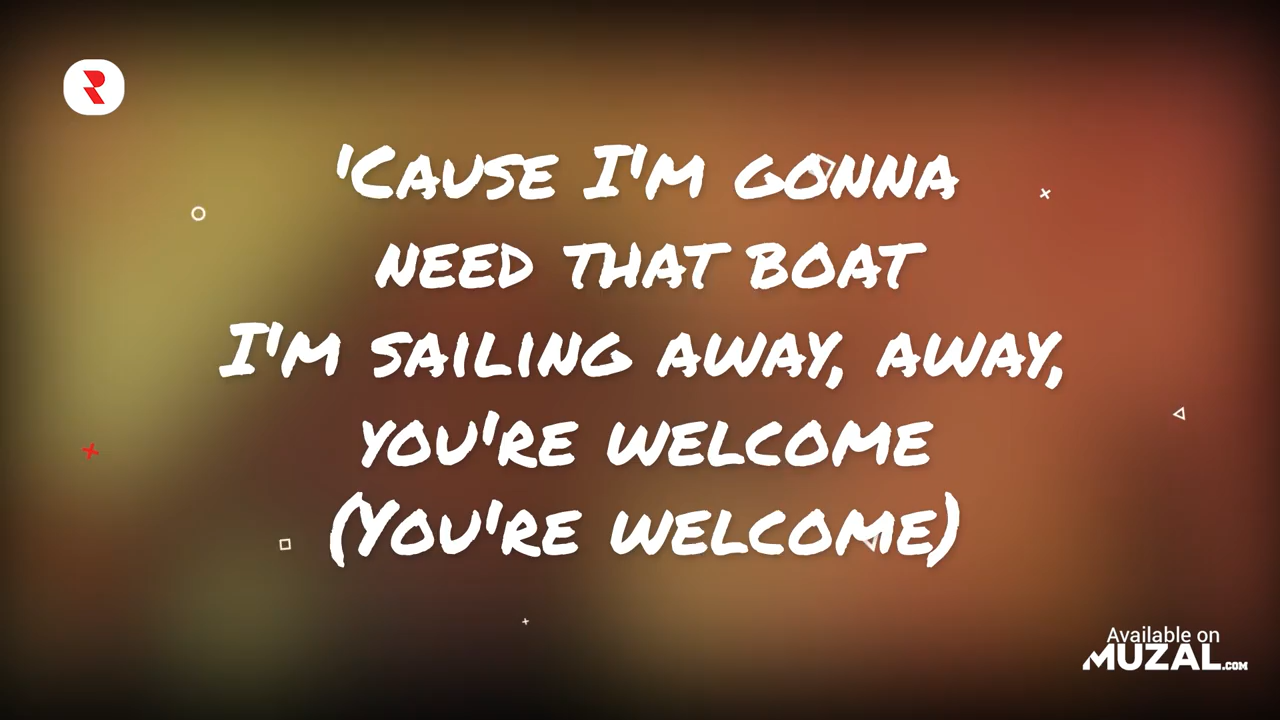 'CAUSE I'M GONNA
NEED THAT BOAT
I'M SAILING AWAY, AWAY,
YOU'RE WELCOME
(YOU'RE WELCOME)
Available on
MUZAL.COM